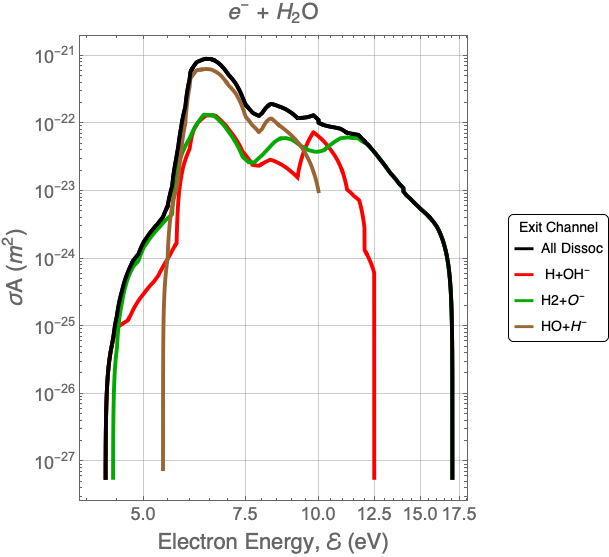 e⁻ + H₂O
10⁻²¹
10⁻²²
10⁻²³
10⁻²⁴
10⁻²⁵
10⁻²⁶
10⁻²⁷
σA (m²)
5.0 7.5 10.0 12.5 15.0 17.5
Electron Energy, ℰ (eV)
Exit Channel
All Dissoc
H+OH⁻
H2+O⁻
HO+H⁻